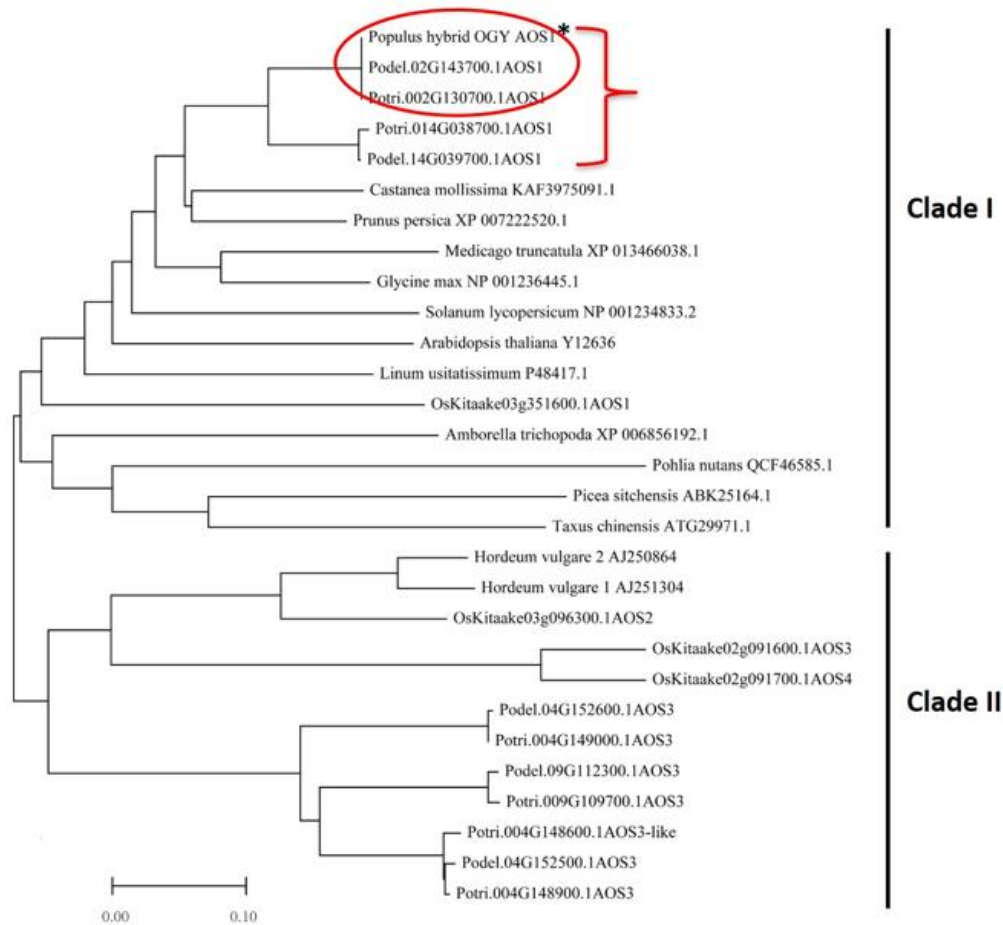 Populus hybrid OGY AOS1*
Podel.02G143700.1AOS1
Potri.002G130700.1AOS1
Potri.014G038700.1AOS1
Podel.14G039700.1AOS1
Castanea mollissima KAF3975091.1
Prunus persica XP 007222520.1
Clade I
Medicago truncatula XP 013466038.1
Glycine max NP 001236445.1
Solanum lycopersicum NP 001234833.2
Arabidopsis thaliana Y12636
Linum usitatissimum P48417.1
OsKitaake03g351600.1AOS1
Amborella trichopoda XP 006856192.1
Pohlia nutans QCF46585.1
Picea sitchensis ABK25164.1
Taxus chinensis ATG29971.1
Hordeum vulgare 2 AJ250864
Hordeum vulgare 1 AJ251304
OsKitaake03g096300.1AOS2
OsKitaake02g091600.1AOS3
OsKitaake02g091700.1AOS4
Clade II
Podel.04G152600.1AOS3
Potri.004G149000.1AOS3
Podel.09G112300.1AOS3
Potri.009G109700.1AOS3
Potri.004G148600.1AOS3-like
Podel.04G152500.1AOS3
Potri.004G148900.1AOS3
0.00 0.10